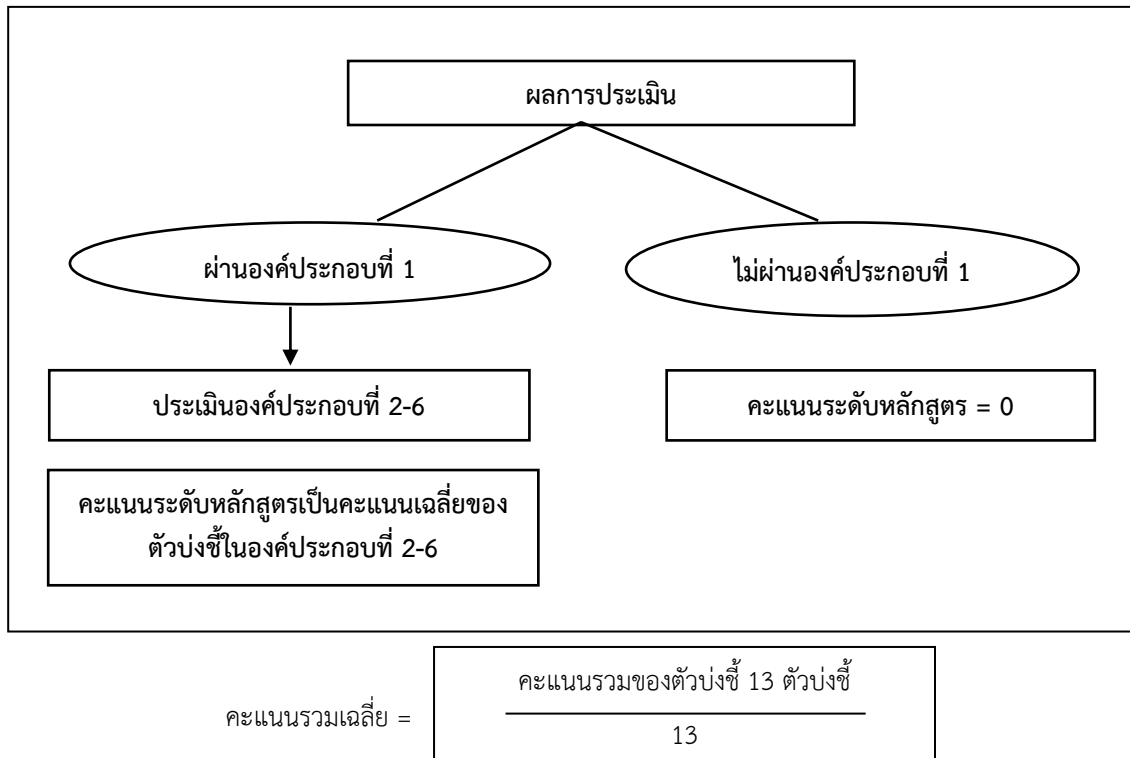 ผลการประเมิน
ผ่านองค์ประกอบที่ 1
ไม่ผ่านองค์ประกอบที่ 1
ประเมินองค์ประกอบที่ 2-6
คะแนนระดับหลักสูตร = 0
คะแนนระดับหลักสูตรเป็นคะแนนเฉลี่ยของ
ตัวบ่งชี้ในองค์ประกอบที่ 2-6
คะแนนรวมเฉลี่ย =
คะแนนรวมของตัวบ่งชี้ 13 ตัวบ่งชี้
13